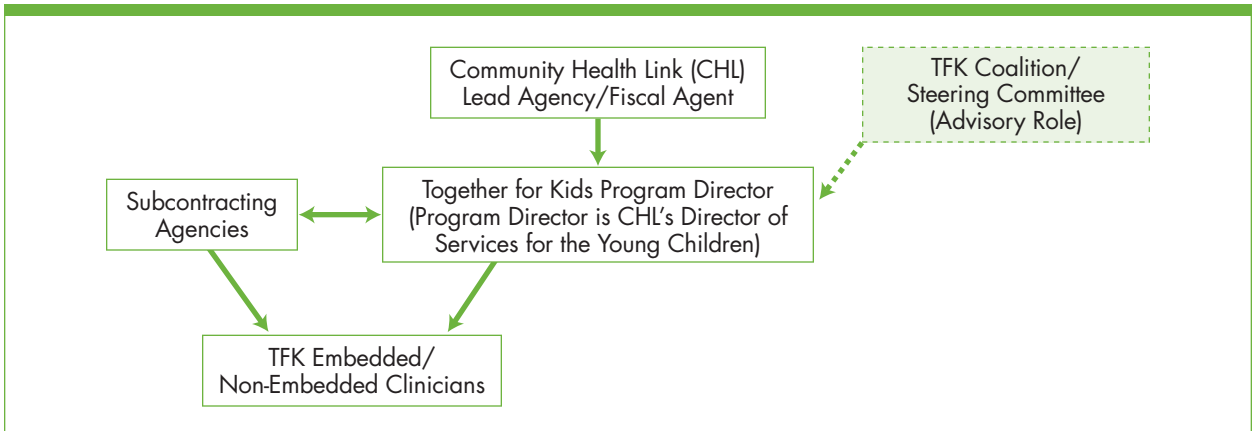 Community Health Link (CHL)
Lead Agency/Fiscal Agent
TFK Coalition/
Steering Committee
(Advisory Role)
Subcontracting
Agencies
Together for Kids Program Director
(Program Director is CHL’s Director of
Services for the Young Children)
TFK Embedded/
Non-Embedded Clinicians